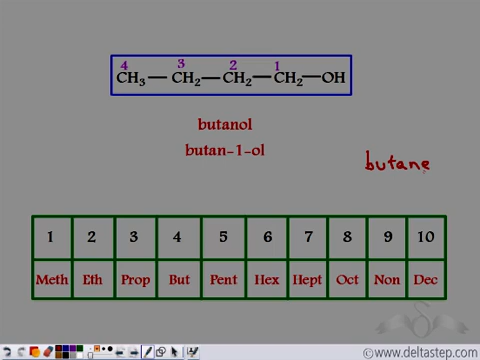 4 3 2 1
CH₃ — CH₂ — CH₂ — CH₂ — OH
butanol
butan-1-ol
butane
1 2 3 4 5 6 7 8 9 10
Meth Eth Prop But Pent Hex Hept Oct Non Dec
© www.deltastep.com